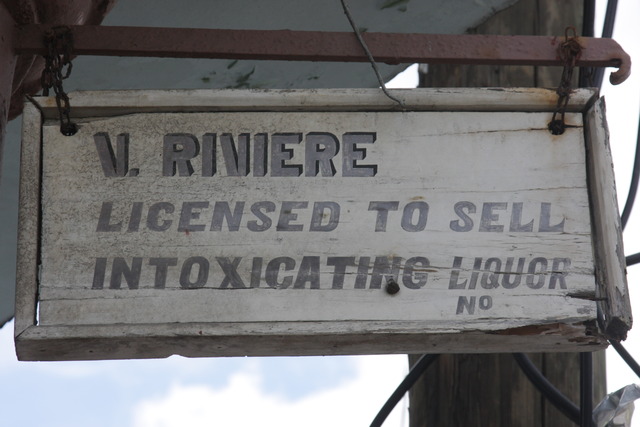 V. RIVIERE
LICENSED TO SELL
INTOXICATING LIQUOR
NO